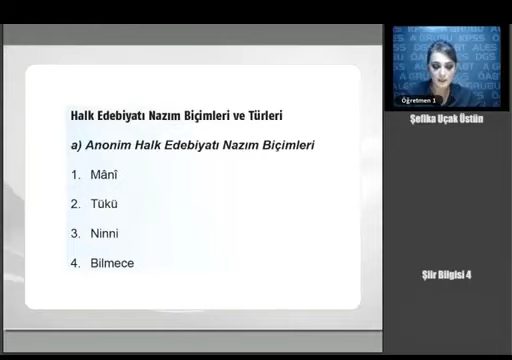 Halk Edebiyatı Nazım Biçimleri ve Türleri
a) Anonim Halk Edebiyatı Nazım Biçimleri
1. Mânî
2. Tükü
3. Ninni
4. Bilmece
Öğretmen 1
Şefika Uçak Üstün
Şiir Bilgisi 4